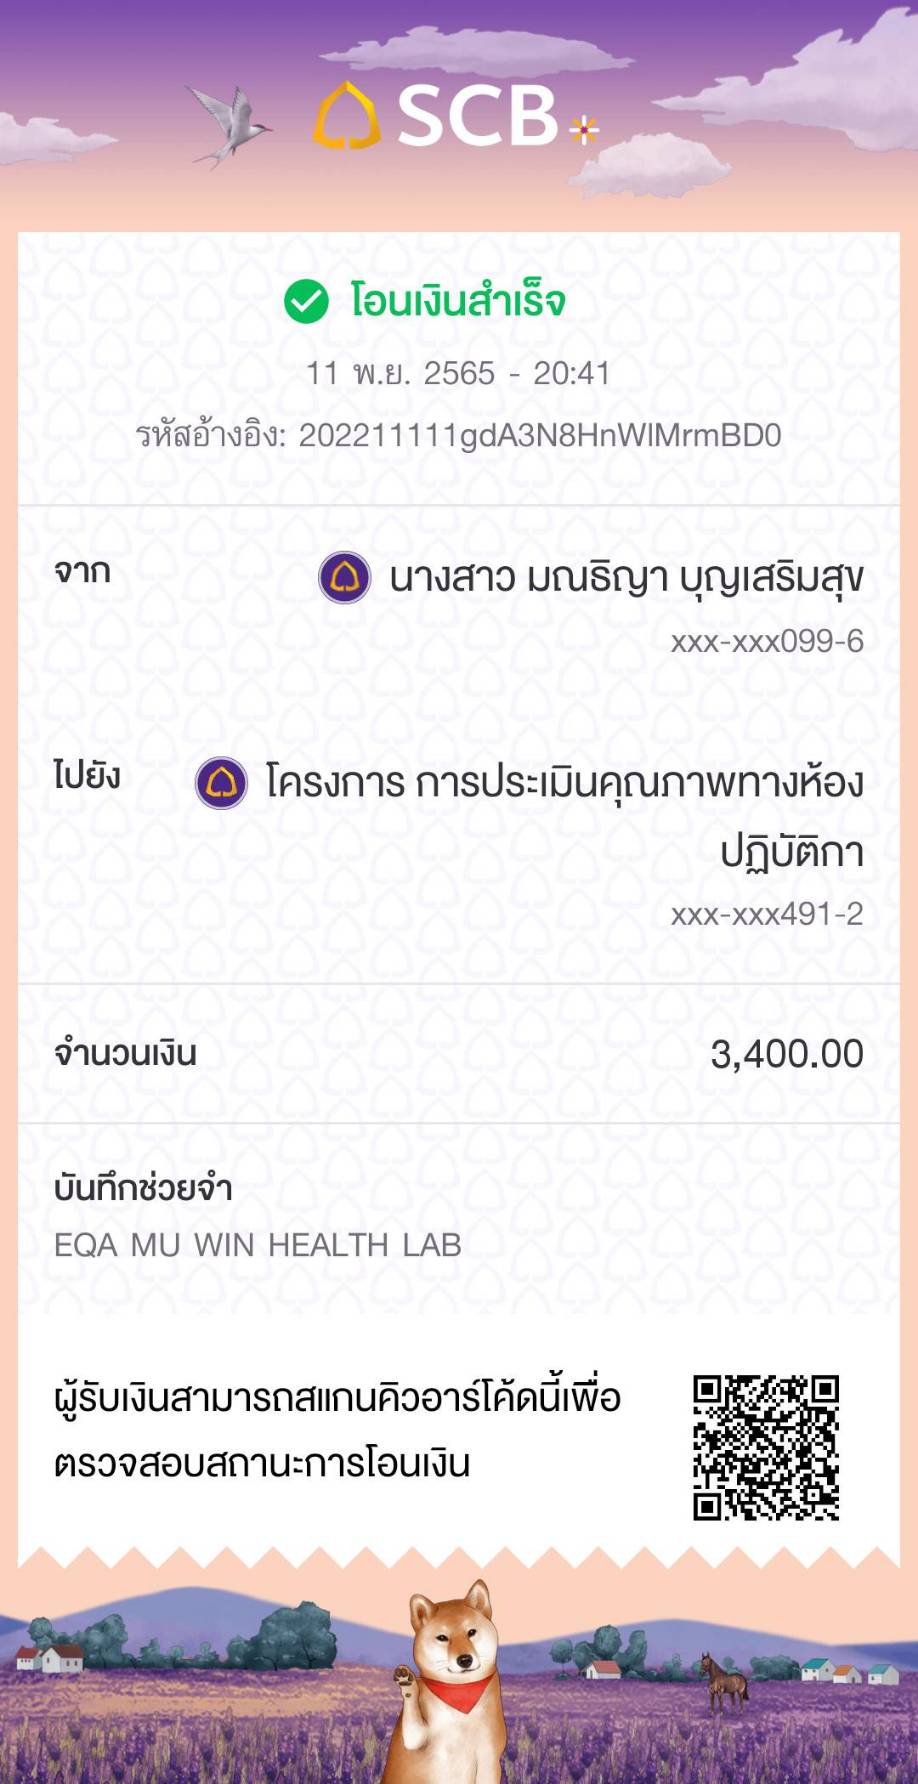 SCB
โอนเงินสำเร็จ
11 พ.ย. 2565 - 20:41
รหัสอ้างอิง: 202211111gdA3N8HnWIMrmBD0
จาก
นางสาว มณธิญา บุญเสริมสุข
xxx-xxx099-6
ไปยัง
โครงการ การประเมินคุณภาพทางห้อง
ปฏิบัติกา
xxx-xxx491-2
จำนวนเงิน 3,400.00
บันทึกช่วยจำ
EQA MU WIN HEALTH LAB
ผู้รับเงินสามารถสแกนคิวอาร์โค้ดนี้เพื่อ
ตรวจสอบสถานะการโอนเงิน